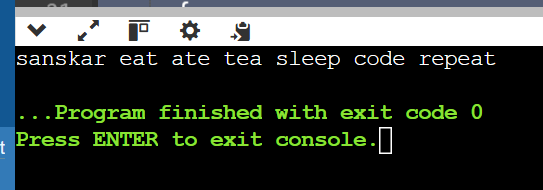 sanskar eat ate tea sleep code repeat
...Program finished with exit code 0
Press ENTER to exit console.